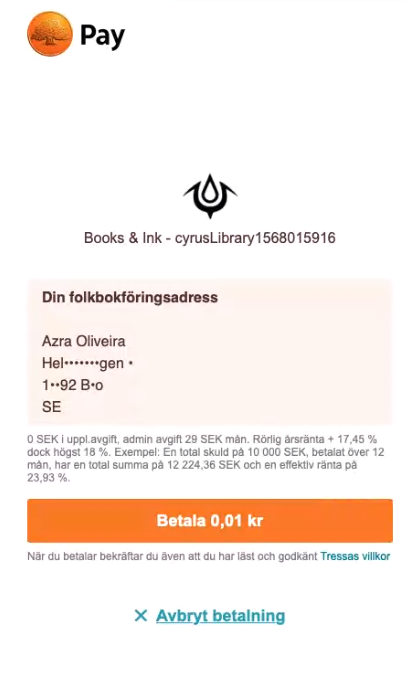 Pay
Books & Ink - cyrusLibrary1568015916
Din folkbokföringsadress
Azra Oliveira
Hel•••••••gen •
1••92 B•o
SE
0 SEK i uppl.avgift, admin avgift 29 SEK mån. Rörlig årsränta + 17,45 %
dock högst 18 %. Exempel: En total skuld på 10 000 SEK, betalat över 12
mån, har en total summa på 12 224,36 SEK och en effektiv ränta på
23,93 %.
Betala 0,01 kr
När du betalar bekräftar du även att du har läst och godkänt Tressas villkor
Avbryt betalning